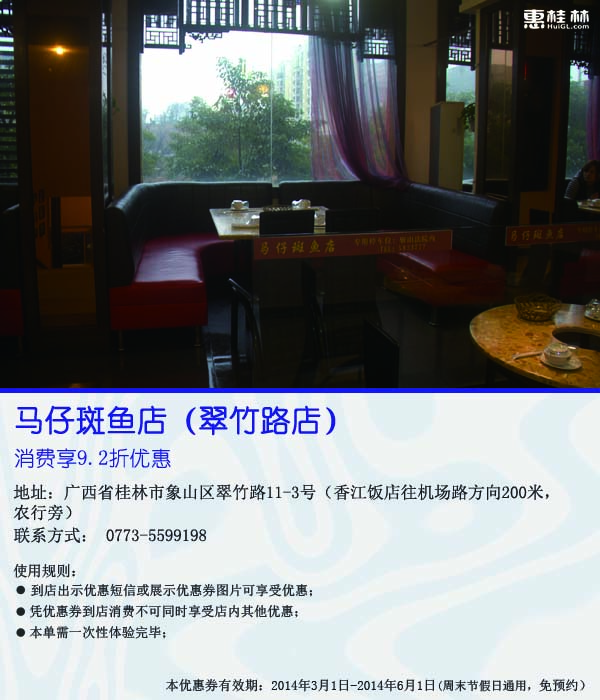 惠桂林
HuiGL.com
马仔斑鱼店
马仔斑鱼店
马仔斑鱼店（翠竹路店）
消费享9.2折优惠
地址：广西省桂林市象山区翠竹路11-3号（香江饭店往机场路方向200米，
农行旁）
联系方式： 0773-5599198
使用规则：
● 到店出示优惠短信或展示优惠券图片可享受优惠；
● 凭优惠券到店消费不可同时享受店内其他优惠；
● 本单需一次性体验完毕；
本优惠券有效期：2014年3月1日-2014年6月1日(周末节假日通用，免预约）